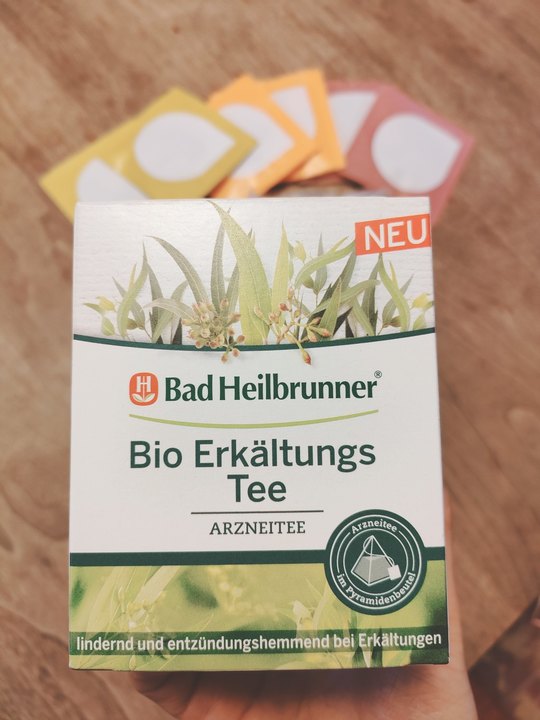 NEU
H
Bad Heilbrunner®
Bio Erkältungs
Tee
ARZNEITEE
Arzneitee
im Pyramidenbeutel
lindernd und entzündungshemmend bei Erkältungen